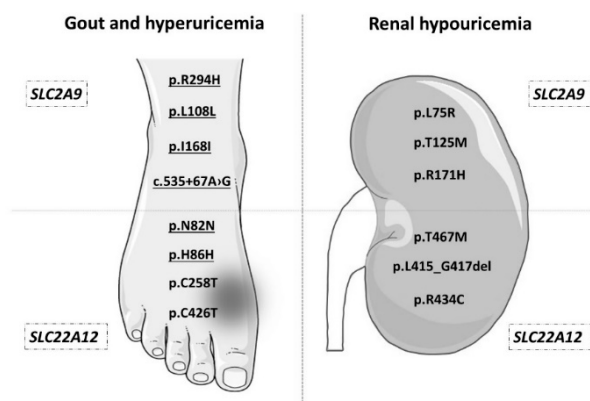 Gout and hyperuricemia
SLC2A9
p.R294H
p.L108L
p.I168I
c.535+67A›G
p.N82N
p.H86H
p.C258T
p.C426T
SLC22A12
Renal hypouricemia
SLC2A9
p.L75R
p.T125M
p.R171H
p.T467M
p.L415_G417del
p.R434C
SLC22A12